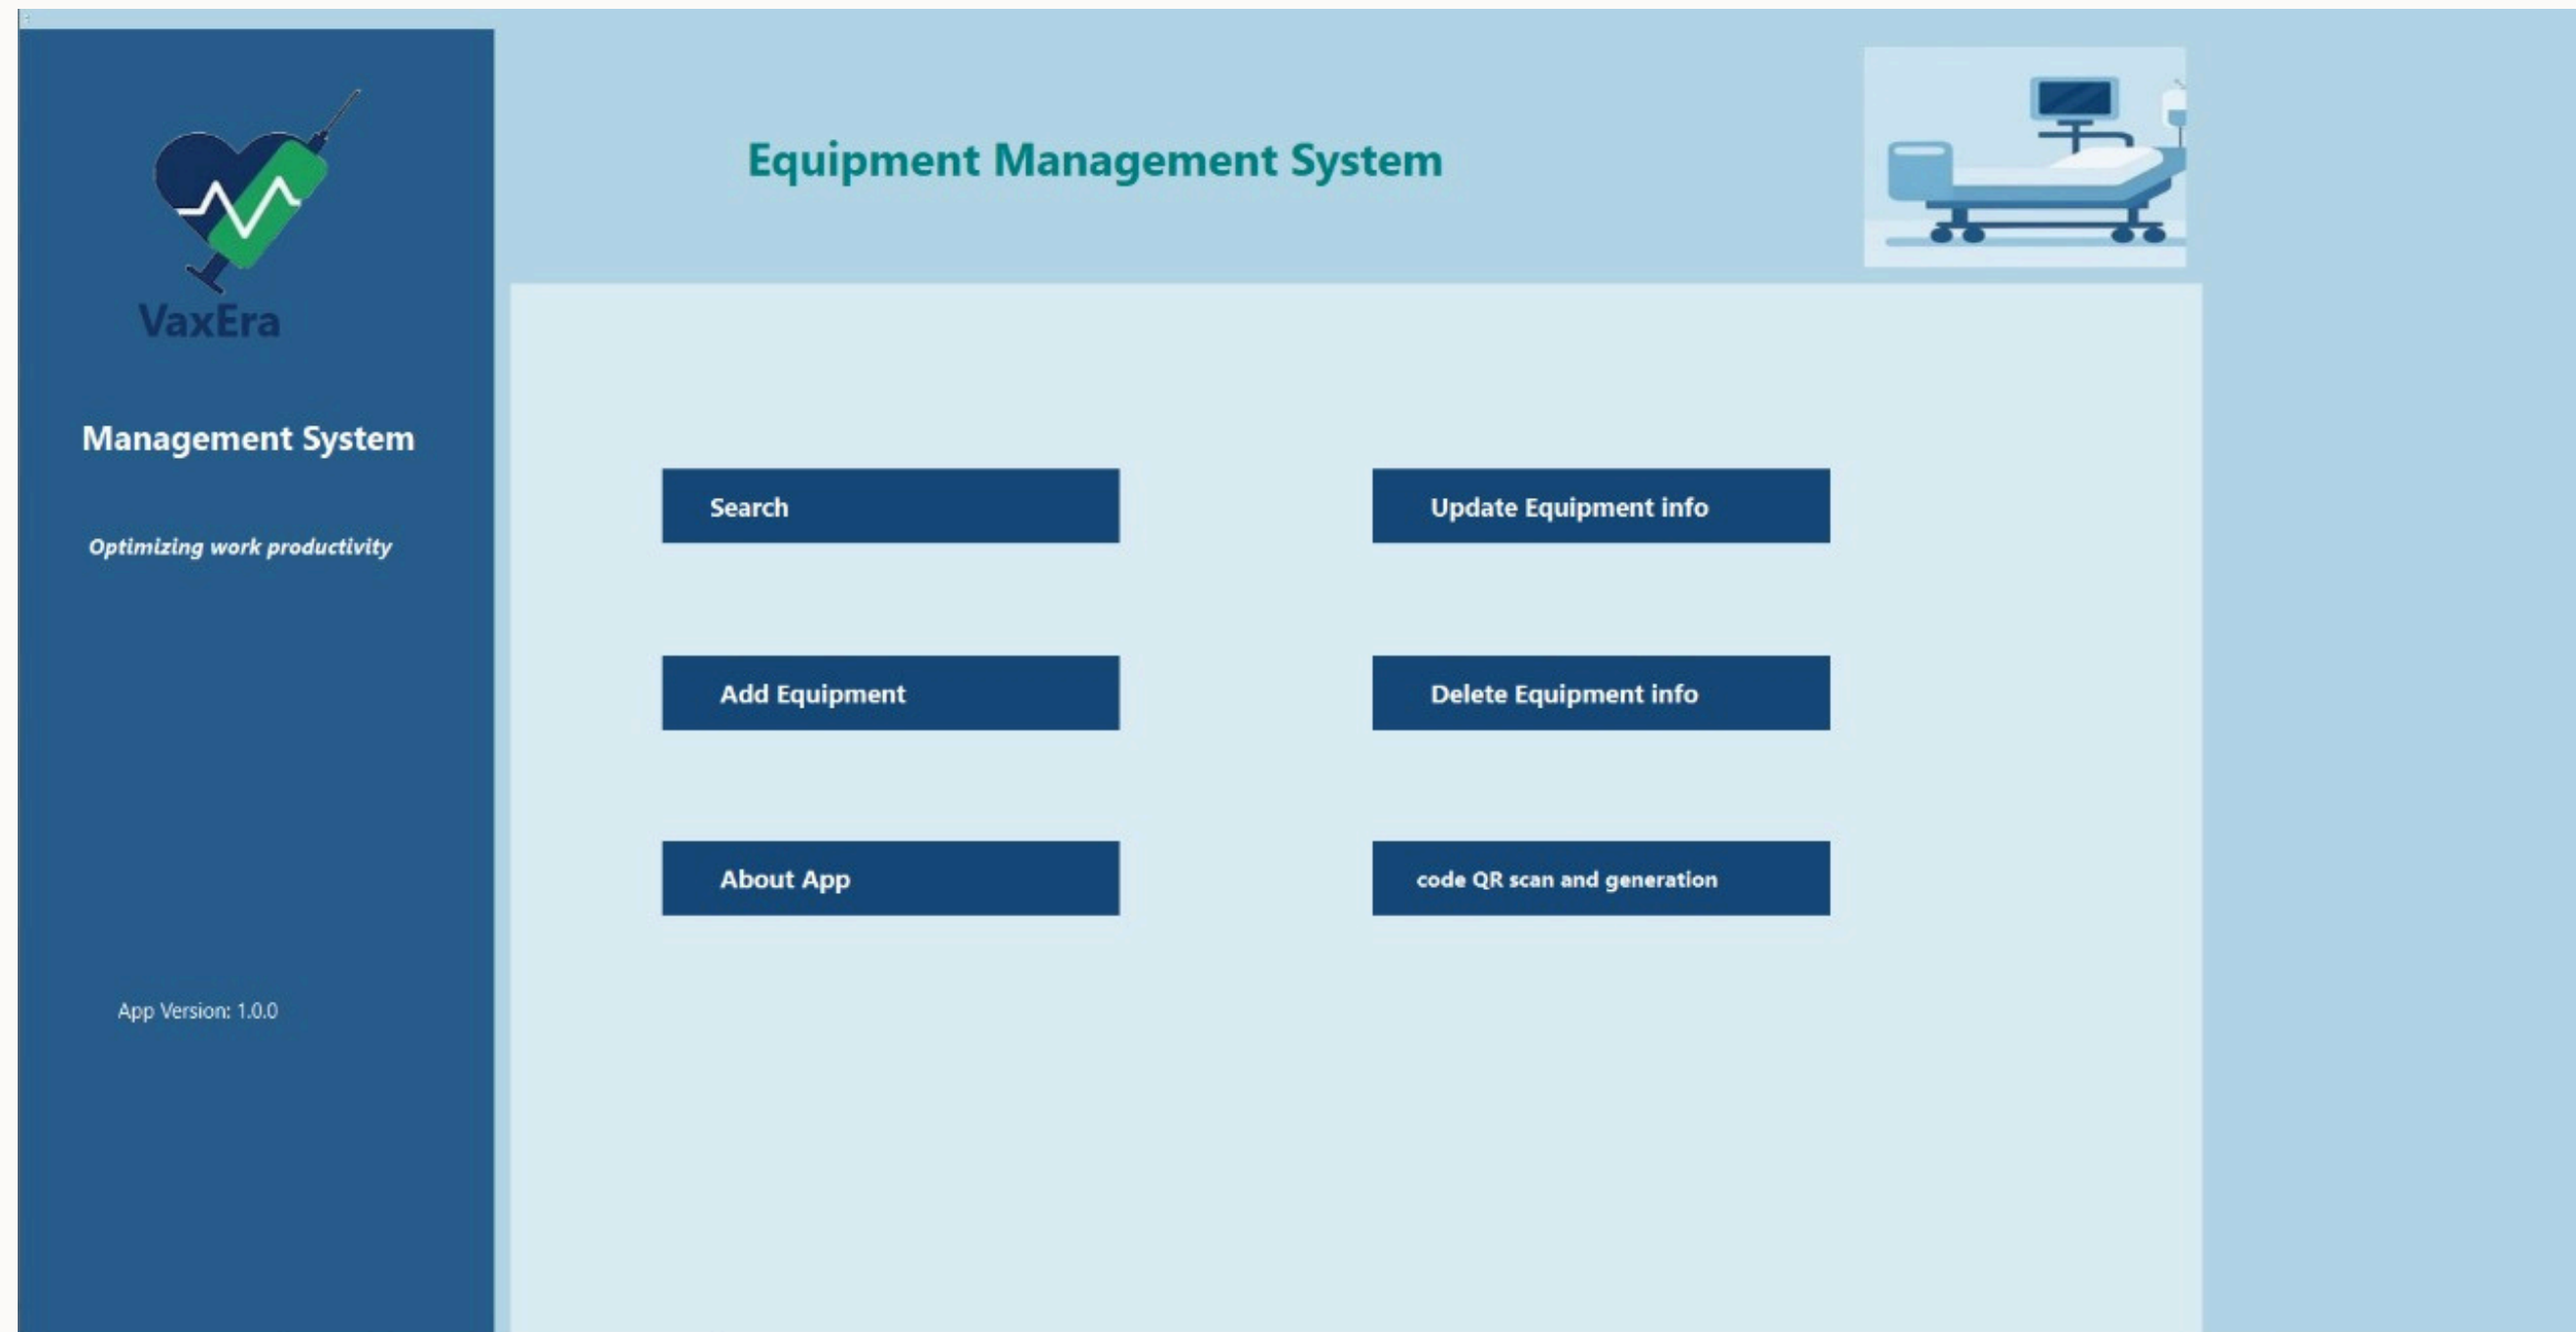 VaxEra
Management System
Optimizing work productivity
App Version: 1.0.0
Equipment Management System
Search
Update Equipment info
Add Equipment
Delete Equipment info
About App
code QR scan and generation